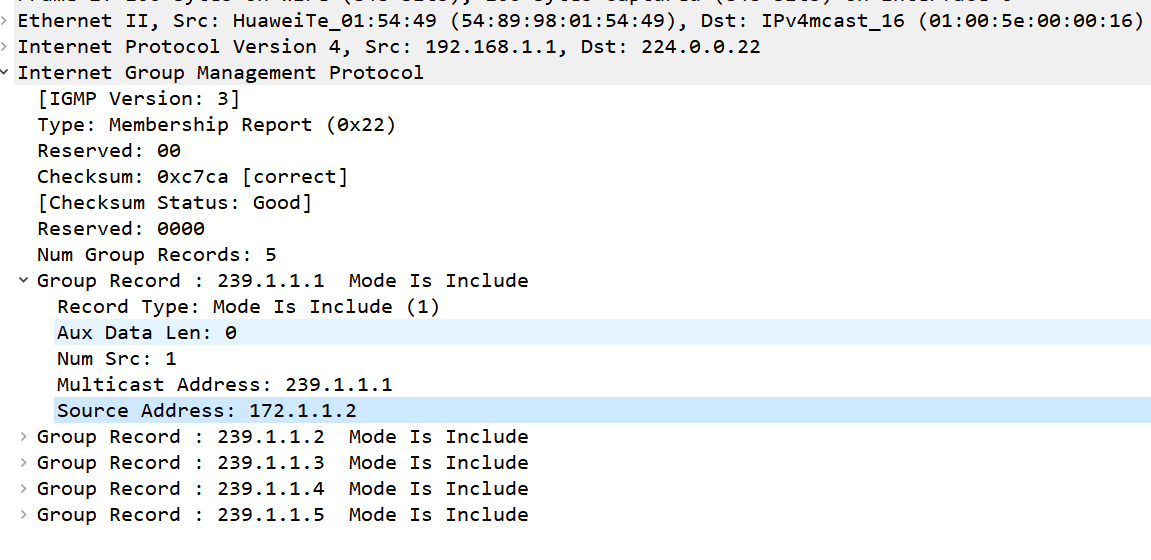 Ethernet II, Src: HuaweiTe_01:54:49 (54:89:98:01:54:49), Dst: IPv4mcast_16 (01:00:5e:00:00:16)
Internet Protocol Version 4, Src: 192.168.1.1, Dst: 224.0.0.22
Internet Group Management Protocol
[IGMP Version: 3]
Type: Membership Report (0x22)
Reserved: 00
Checksum: 0xc7ca [correct]
[Checksum Status: Good]
Reserved: 0000
Num Group Records: 5
Group Record : 239.1.1.1  Mode Is Include
Record Type: Mode Is Include (1)
Aux Data Len: 0
Num Src: 1
Multicast Address: 239.1.1.1
Source Address: 172.1.1.2
Group Record : 239.1.1.2  Mode Is Include
Group Record : 239.1.1.3  Mode Is Include
Group Record : 239.1.1.4  Mode Is Include
Group Record : 239.1.1.5  Mode Is Include